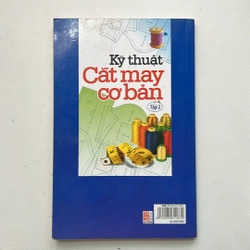 Kỹ thuật
Cắt may
cơ bản
Tập 2